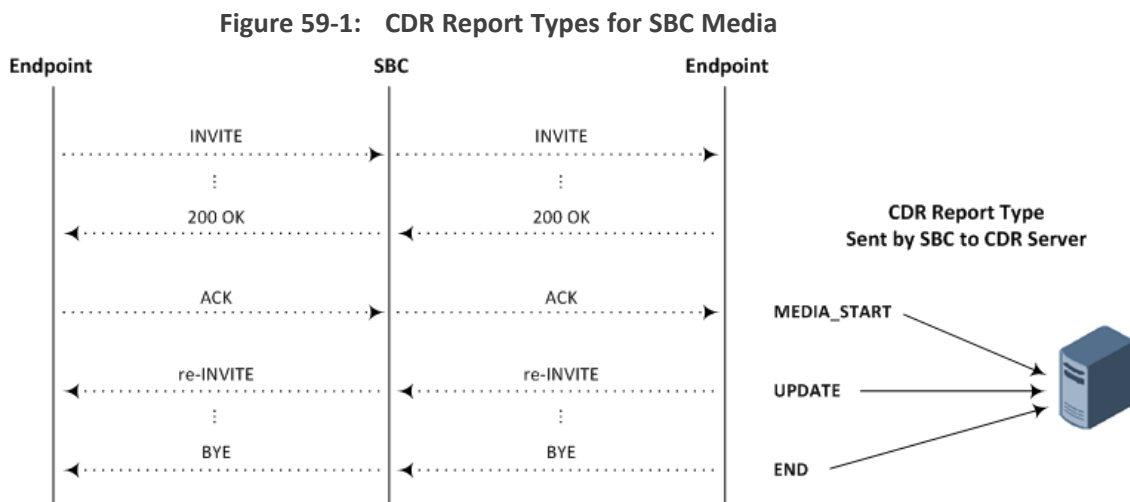 Figure 59-1: CDR Report Types for SBC Media
Endpoint SBC Endpoint
INVITE INVITE
200 OK 200 OK
CDR Report Type
Sent by SBC to CDR Server
ACK ACK
MEDIA_START
re-INVITE re-INVITE
UPDATE
BYE BYE
END